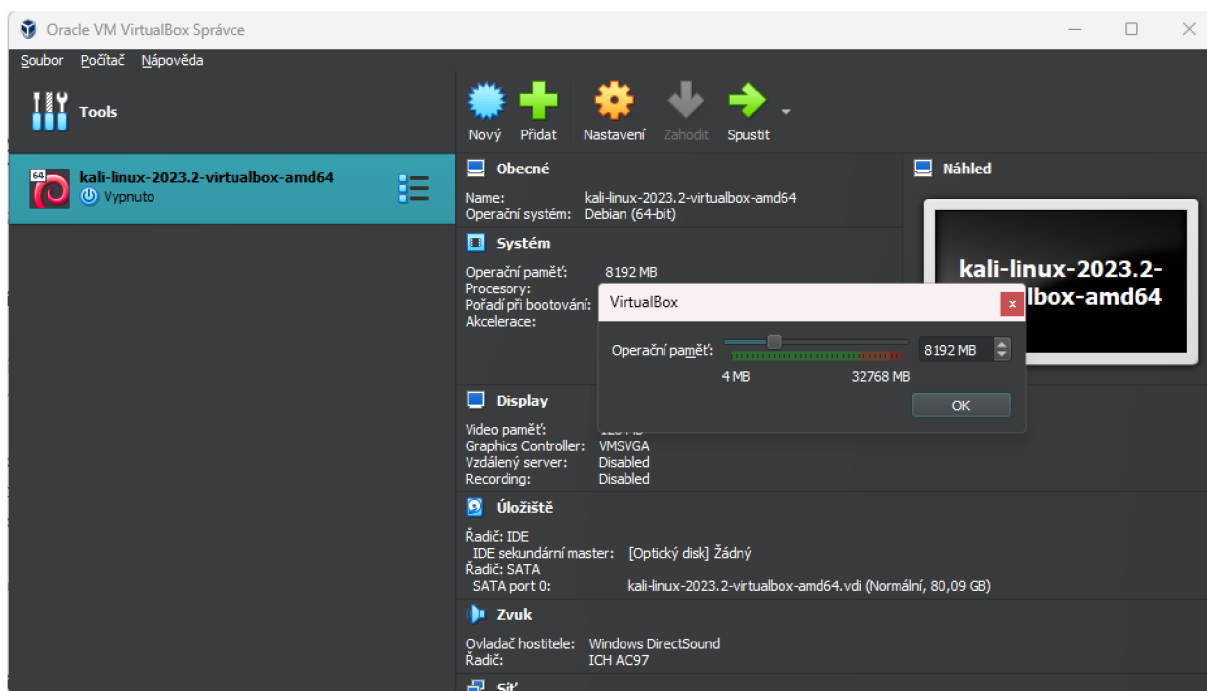 Oracle VM VirtualBox Správce
Soubor Počítač Nápověda
Tools
Nový Přidat Nastavení Zahodit Spustit
64
kali-linux-2023.2-virtualbox-amd64
Vypnuto
Obecné
Name: kali-linux-2023.2-virtualbox-amd64
Operační systém: Debian (64-bit)
Náhled
kali-linux-2023.2-
lbox-amd64
Systém
Operační paměť: 8192 MB
Procesory:
Pořadí při bootování:
Akcelerace:
VirtualBox
Operační paměť: 8192 MB
4 MB 32768 MB
OK
Display
Video paměť:
Graphics Controller: VMSVGA
Vzdálený server: Disabled
Recording: Disabled
Úložiště
Řadič: IDE
IDE sekundární master: [Optický disk] Žádný
Řadič: SATA
SATA port 0: kali-linux-2023.2-virtualbox-amd64.vdi (Normální, 80,09 GB)
Zvuk
Ovladač hostitele: Windows DirectSound
Řadič: ICH AC97
Síť